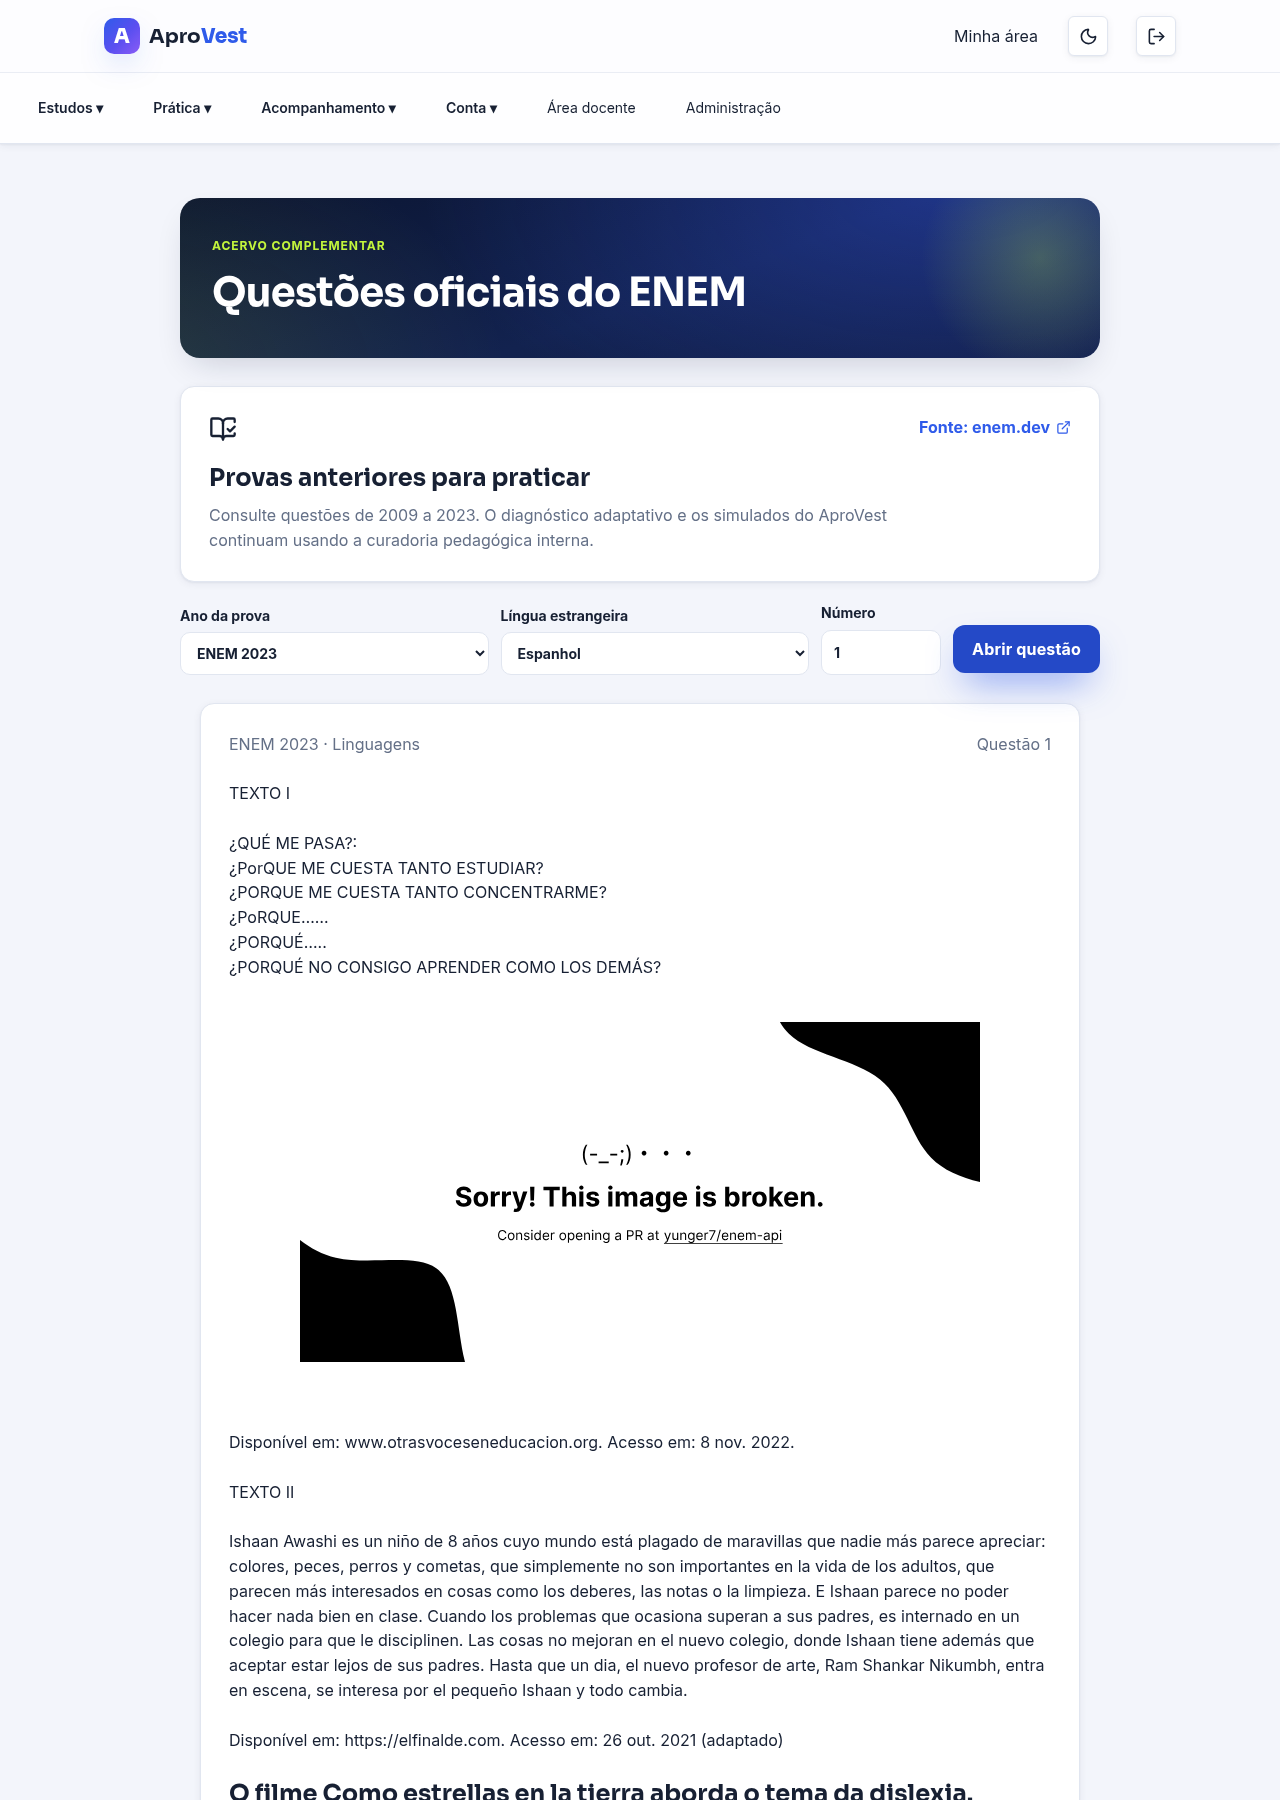 A AproVest
Minha área
Estudos ▾
Prática ▾
Acompanhamento ▾
Conta ▾
Área docente
Administração
ACERVO COMPLEMENTAR
Questões oficiais do ENEM
Fonte: enem.dev
Provas anteriores para praticar
Consulte questões de 2009 a 2023. O diagnóstico adaptativo e os simulados do AproVest
continuam usando a curadoria pedagógica interna.
Ano da prova
ENEM 2023
Língua estrangeira
Espanhol
Número
1
Abrir questão
ENEM 2023 · Linguagens
Questão 1
TEXTO I
¿QUÉ ME PASA?:
¿PorQUE ME CUESTA TANTO ESTUDIAR?
¿PORQUE ME CUESTA TANTO CONCENTRARME?
¿PoRQUE......
¿PORQUÉ.....
¿PORQUÉ NO CONSIGO APRENDER COMO LOS DEMÁS?
(-_-;)・・・
Sorry! This image is broken.
Consider opening a PR at yunger7/enem-api
Disponível em: www.otrasvoceseneducacion.org. Acesso em: 8 nov. 2022.
TEXTO II
Ishaan Awashi es un niño de 8 años cuyo mundo está plagado de maravillas que nadie más parece apreciar:
colores, peces, perros y cometas, que simplemente no son importantes en la vida de los adultos, que
parecen más interesados en cosas como los deberes, las notas o la limpieza. E Ishaan parece no poder
hacer nada bien en clase. Cuando los problemas que ocasiona superan a sus padres, es internado en un
colegio para que le disciplinen. Las cosas no mejoran en el nuevo colegio, donde Ishaan tiene además que
aceptar estar lejos de sus padres. Hasta que un dia, el nuevo profesor de arte, Ram Shankar Nikumbh, entra
en escena, se interesa por el pequeño Ishaan y todo cambia.
Disponível em: https://elfinalde.com. Acesso em: 26 out. 2021 (adaptado)
O filme Como estrellas en la tierra aborda o tema da dislexia.